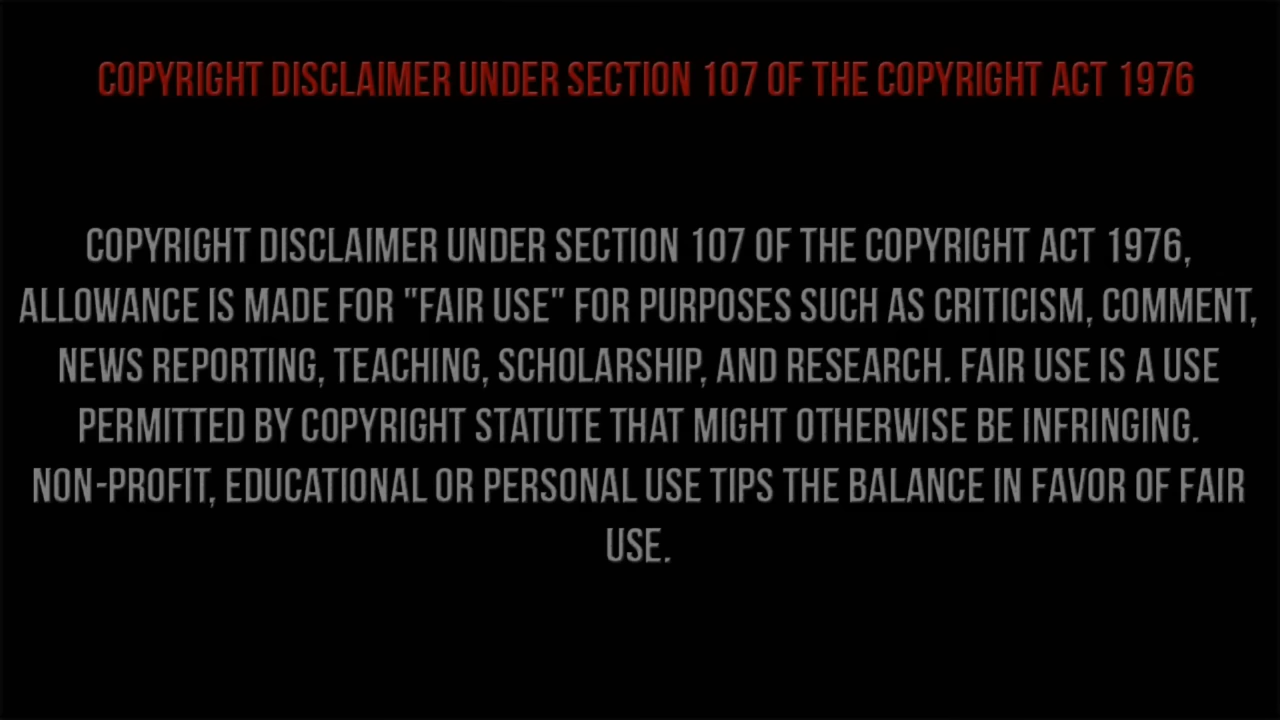 COPYRIGHT DISCLAIMER UNDER SECTION 107 OF THE COPYRIGHT ACT 1976
COPYRIGHT DISCLAIMER UNDER SECTION 107 OF THE COPYRIGHT ACT 1976,
ALLOWANCE IS MADE FOR "FAIR USE" FOR PURPOSES SUCH AS CRITICISM, COMMENT,
NEWS REPORTING, TEACHING, SCHOLARSHIP, AND RESEARCH. FAIR USE IS A USE
PERMITTED BY COPYRIGHT STATUTE THAT MIGHT OTHERWISE BE INFRINGING.
NON-PROFIT, EDUCATIONAL OR PERSONAL USE TIPS THE BALANCE IN FAVOR OF FAIR
USE.